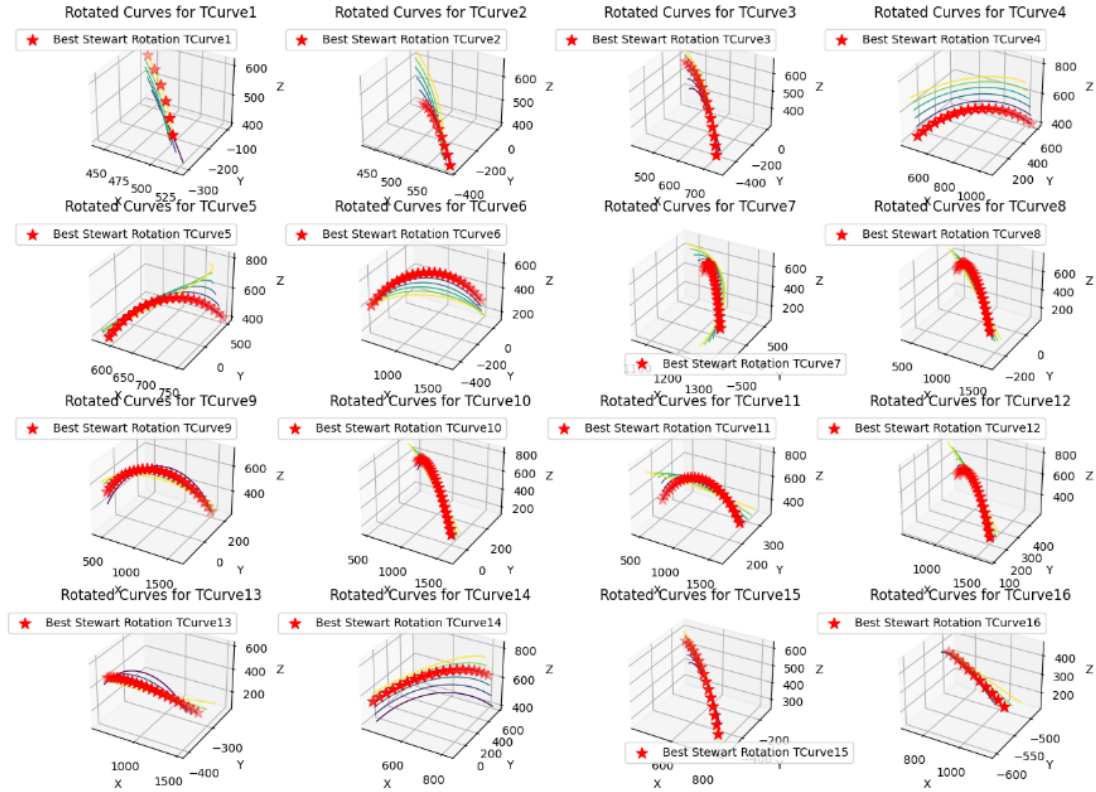 Rotated Curves for TCurve1
Best Stewart Rotation TCurve1
600
500
400
Z
450
475
500
525
X
−300
−200
−100
Y
Rotated Curves for TCurve2
Best Stewart Rotation TCurve2
600
500
400
Z
450
500
550
X
−400
−200
0
Y
Rotated Curves for TCurve3
Best Stewart Rotation TCurve3
600
500
400
Z
500
600
700
X
−400
−200
0
Y
Rotated Curves for TCurve4
Best Stewart Rotation TCurve4
800
700
600
500
400
Z
600
800
1000
X
200
400
600
Y
Rotated Curves for TCurve5
Best Stewart Rotation TCurve5
800
600
400
Z
600
650
700
750
X
0
500
Y
Rotated Curves for TCurve6
Best Stewart Rotation TCurve6
600
400
200
Z
1000
1500
X
−400
−200
0
Y
Rotated Curves for TCurve7
Best Stewart Rotation TCurve7
600
400
200
Z
1200
1300
X
−500
0
500
Y
Rotated Curves for TCurve8
Best Stewart Rotation TCurve8
600
400
200
Z
500
1000
1500
X
−200
0
Y
Rotated Curves for TCurve9
Best Stewart Rotation TCurve9
600
400
Z
500
1000
1500
X
0
200
Y
Rotated Curves for TCurve10
Best Stewart Rotation TCurve10
800
600
400
200
0
Z
500
1000
1500
X
0
200
Y
Rotated Curves for TCurve11
Best Stewart Rotation TCurve11
800
700
600
500
400
Z
500
1000
1500
X
200
300
Y
Rotated Curves for TCurve12
Best Stewart Rotation TCurve12
800
600
400
Z
500
1000
1500
X
100
200
300
400
Y
Rotated Curves for TCurve13
Best Stewart Rotation TCurve13
600
400
200
Z
1000
1500
X
−400
−300
Y
Rotated Curves for TCurve14
Best Stewart Rotation TCurve14
800
600
400
Z
600
800
X
0
200
400
600
Y
Rotated Curves for TCurve15
Best Stewart Rotation TCurve15
600
500
400
300
Z
600
800
X
−200
Y
Rotated Curves for TCurve16
Best Stewart Rotation TCurve16
400
300
200
Z
800
1000
X
−600
−550
−500
Y